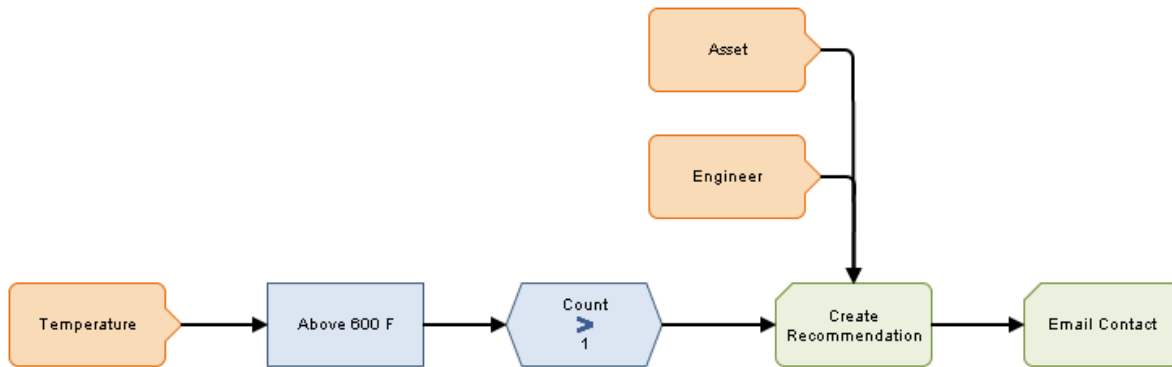 Asset
Engineer
Temperature
Above 600 F
Count
>
1
Create
Recommendation
Email Contact